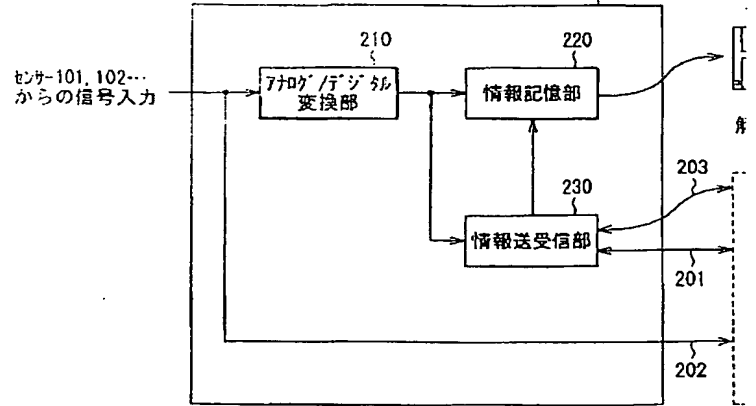 210
220
センサー101, 102…
からの信号入力
アナログ/デジタル
変換部
情報記憶部
203
230
情報送受信部
201
202